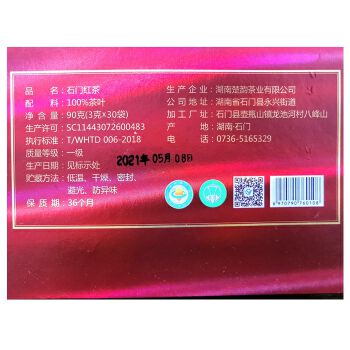 品 名：石门红茶
配 料：100%茶叶
净 含 量：90克(3克×30袋)
生产许可：SC11443072600483
执行标准：T/WHTD 006-2018
质量等级：一级
生产日期：见标示处
2021年05月08日
贮藏方法：低温、干燥、密封、
避光、防异味
保 质 期：36个月
生 产 企 业：湖南楚韵茶业有限公司
公 司 地 址：湖南省石门县永兴街道
加 工 厂：石门县壶瓶山镇龙池河村八峰山
产 地：湖南·石门
电 话：0736-5165329
6970790760108